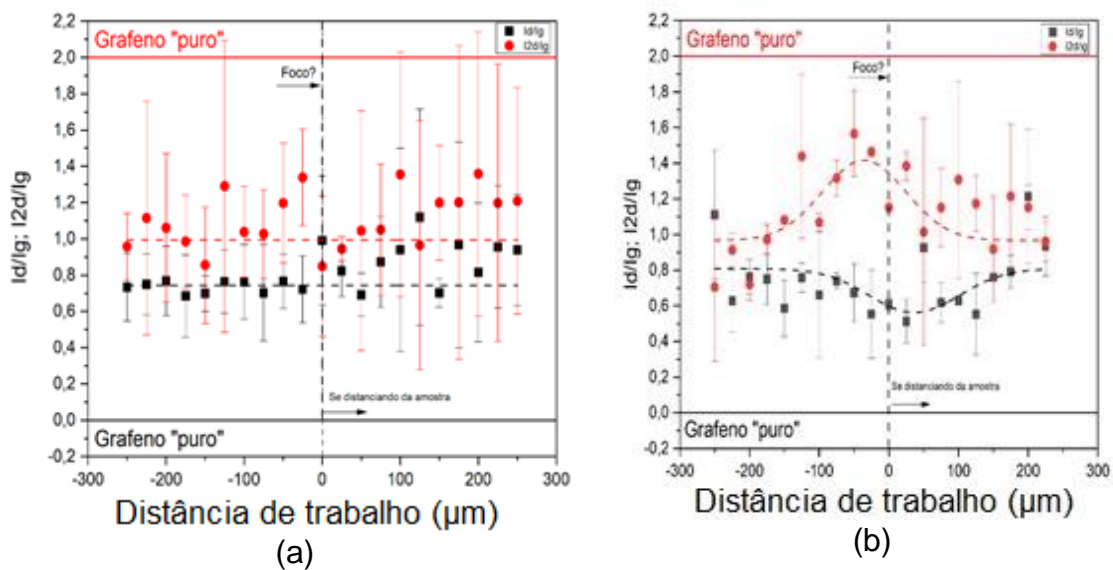 2,2
2,0
1,8
1,6
1,4
1,2
1,0
0,8
0,6
0,4
0,2
0,0
-0,2
Id/Ig; I2d/Ig
Grafeno "puro"
Id/Ig
I2d/Ig
Foco?
Se distanciando da amostra
Grafeno "puro"
-300 -200 -100 0 100 200 300
Distância de trabalho (µm)
(a)
2,2
2,0
1,8
1,6
1,4
1,2
1,0
0,8
0,6
0,4
0,2
0,0
-0,2
Id/Ig; I2d/Ig
Grafeno "puro"
Id/Ig
I2d/Ig
Foco?
Se distanciando da amostra
Grafeno "puro"
-300 -200 -100 0 100 200 300
Distância de trabalho (µm)
(b)